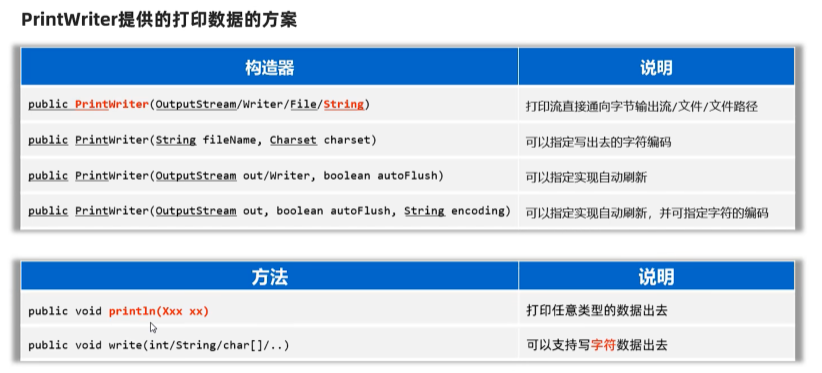 PrintWriter提供的打印数据的方案
构造器 说明
public PrintWriter(OutputStream/Writer/File/String) 打印流直接通向字节输出流/文件/文件路径
public PrintWriter(String fileName, Charset charset) 可以指定写出去的字符编码
public PrintWriter(OutputStream out/Writer, boolean autoFlush) 可以指定实现自动刷新
public PrintWriter(OutputStream out, boolean autoFlush, String encoding) 可以指定实现自动刷新，并可指定字符的编码
方法 说明
public void println(Xxx xx) 打印任意类型的数据出去
public void write(int/String/char[]/..) 可以支持写字符数据出去